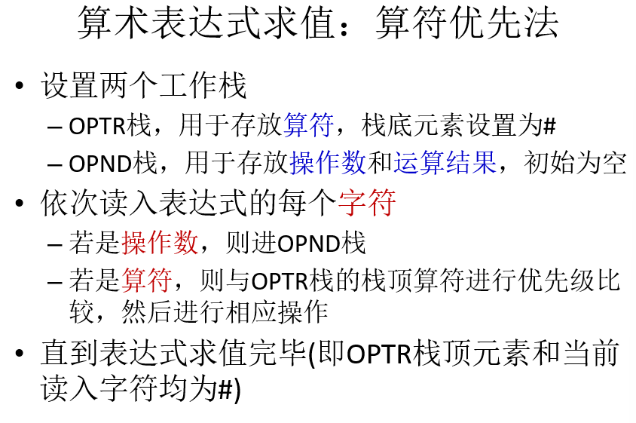 算术表达式求值：算符优先法
• 设置两个工作栈
– OPTR栈，用于存放算符，栈底元素设置为#
– OPND栈，用于存放操作数和运算结果，初始为空
• 依次读入表达式的每个字符
– 若是操作数，则进OPND栈
– 若是算符，则与OPTR栈的栈顶算符进行优先级比
较，然后进行相应操作
• 直到表达式求值完毕(即OPTR栈顶元素和当前
读入字符均为#)